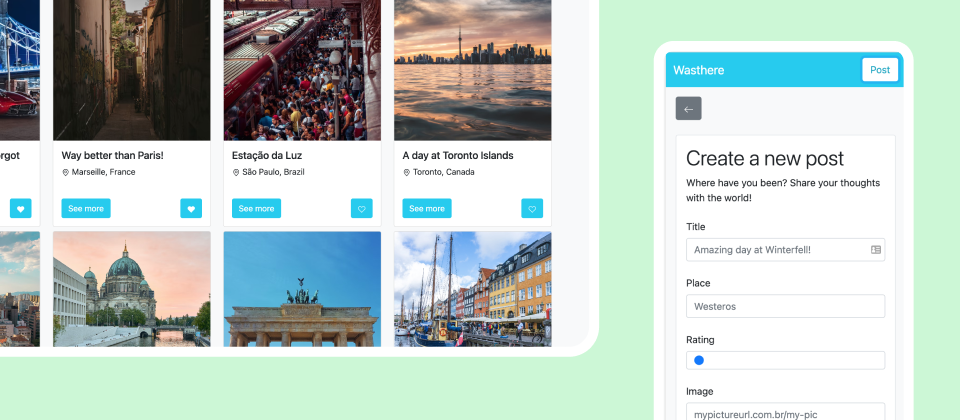 rgot
Way better than Paris!
Marseille, France
See more
Estação da Luz
São Paulo, Brazil
See more
A day at Toronto Islands
Toronto, Canada
See more
Wasthere
Post
Create a new post
Where have you been? Share your thoughts
with the world!
Title
Amazing day at Winterfell!
Place
Westeros
Rating
Image
mypictureurl.com.br/my-pic